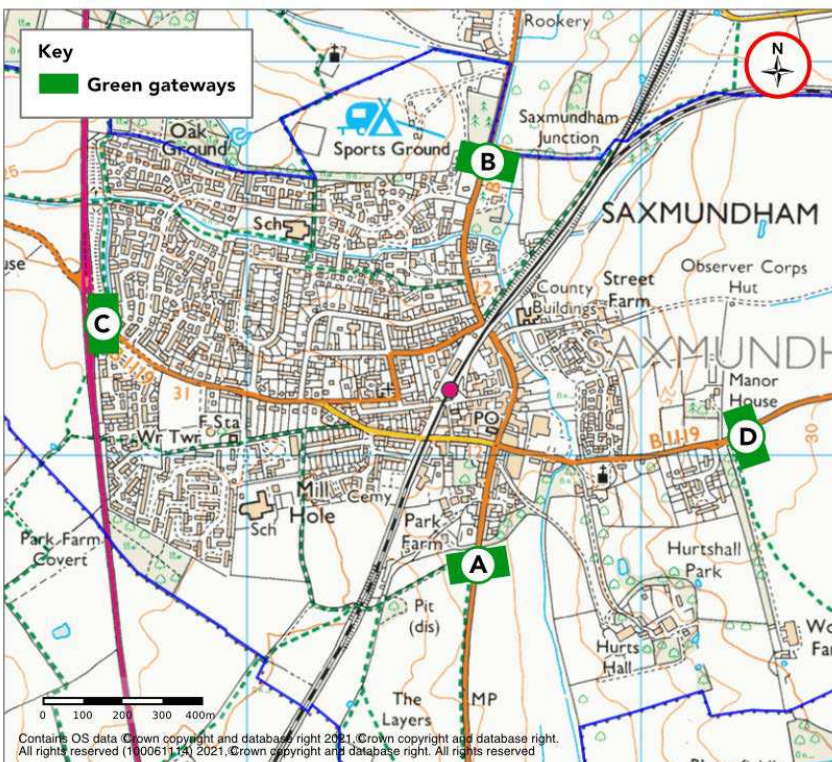 Key
Green gateways
N
Rookery
Oak
Ground
Sports Ground
Saxmundham
Junction
B
Sch
SAXMUNDHAM
12
County
Buildings
Street
Farm
Observer Corps
Hut
C
SAXMUNDH
B 1119
31
Manor
House
PO
D
B 1119
30
F Sta
Wr Twr
Mill
Hole
Cemy
Sch
Park
Farm
A
Park Farm
Covert
Hurtshall
Park
Pit
(dis)
Hurts
Hall
The
Layers
MP
0 100 200 300 400m
Contains OS data ©Crown copyright and database right 2021, ©Crown copyright and database right.
All rights reserved (100061114) 2021, ©Crown copyright and database right. All rights reserved